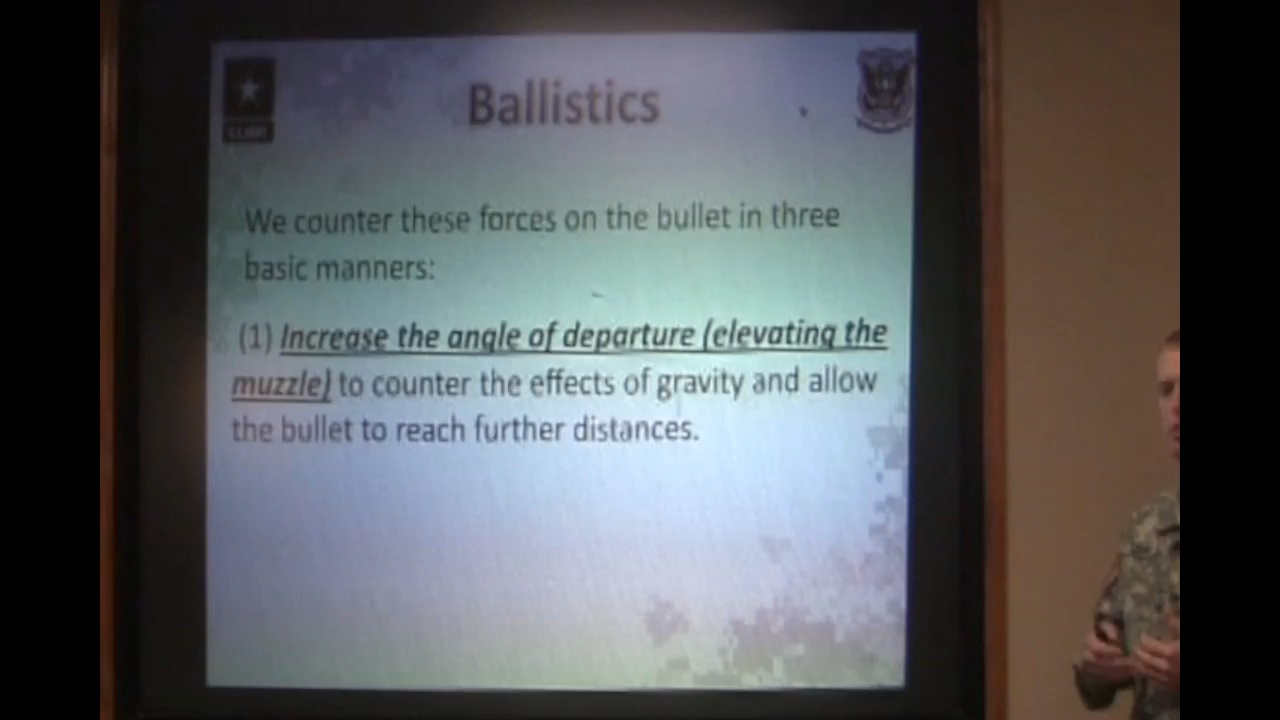 Ballistics
We counter these forces on the bullet in three
basic manners:
(1) Increase the angle of departure (elevating the
muzzle) to counter the effects of gravity and allow
the bullet to reach further distances.